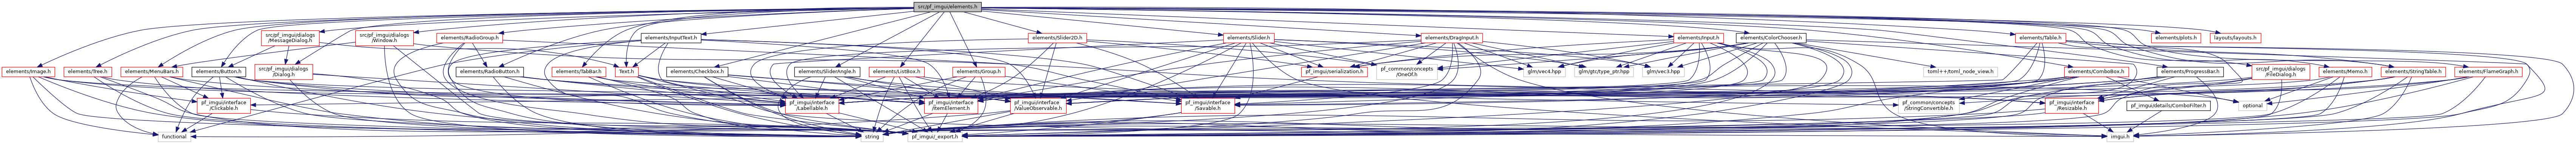 src/pf_imgui/elements.h
src/pf_imgui/dialogs
/MessageDialog.h
src/pf_imgui/dialogs
/Window.h
elements/RadioGroup.h
elements/InputText.h
elements/Slider2D.h
elements/Slider.h
elements/DragInput.h
elements/Input.h
elements/ColorChooser.h
elements/Table.h
elements/plots.h
layouts/layouts.h
elements/Image.h
elements/Tree.h
elements/MenuBars.h
elements/Button.h
src/pf_imgui/dialogs
/Dialog.h
elements/RadioButton.h
elements/TabBar.h
Text.h
elements/Checkbox.h
elements/SliderAngle.h
elements/ListBox.h
elements/Group.h
pf_imgui/serialization.h
pf_common/concepts
/OneOf.h
glm/vec4.hpp
glm/gtc/type_ptr.hpp
glm/vec3.hpp
toml++/toml_node_view.h
elements/ComboBox.h
elements/ProgressBar.h
src/pf_imgui/dialogs
/FileDialog.h
elements/Memo.h
elements/StringTable.h
elements/FlameGraph.h
pf_imgui/interface
/Clickable.h
pf_imgui/interface
/Labellable.h
pf_imgui/interface
/ItemElement.h
pf_imgui/interface
/ValueObservable.h
pf_imgui/interface
/Savable.h
pf_common/concepts
/StringConvertible.h
pf_imgui/interface
/Resizable.h
pf_imgui/details/ComboFilter.h
optional
functional
string
pf_imgui/_export.h
imgui.h